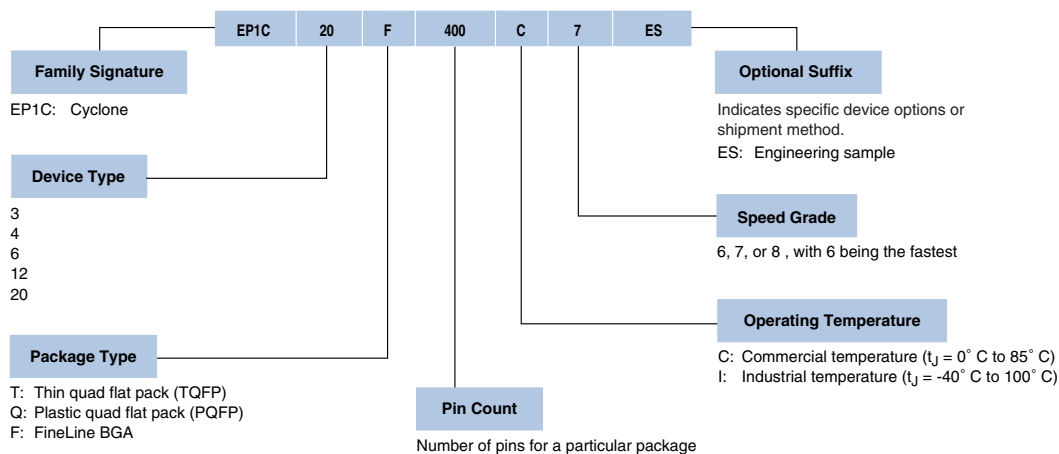 EP1C 20 F 400 C 7 ES
Family Signature
EP1C: Cyclone
Device Type
3
4
6
12
20
Package Type
T: Thin quad flat pack (TQFP)
Q: Plastic quad flat pack (PQFP)
F: FineLine BGA
Pin Count
Number of pins for a particular package
Optional Suffix
Indicates specific device options or
shipment method.
ES: Engineering sample
Speed Grade
6, 7, or 8 , with 6 being the fastest
Operating Temperature
C: Commercial temperature (tJ = 0° C to 85° C)
I: Industrial temperature (tJ = -40° C to 100° C)